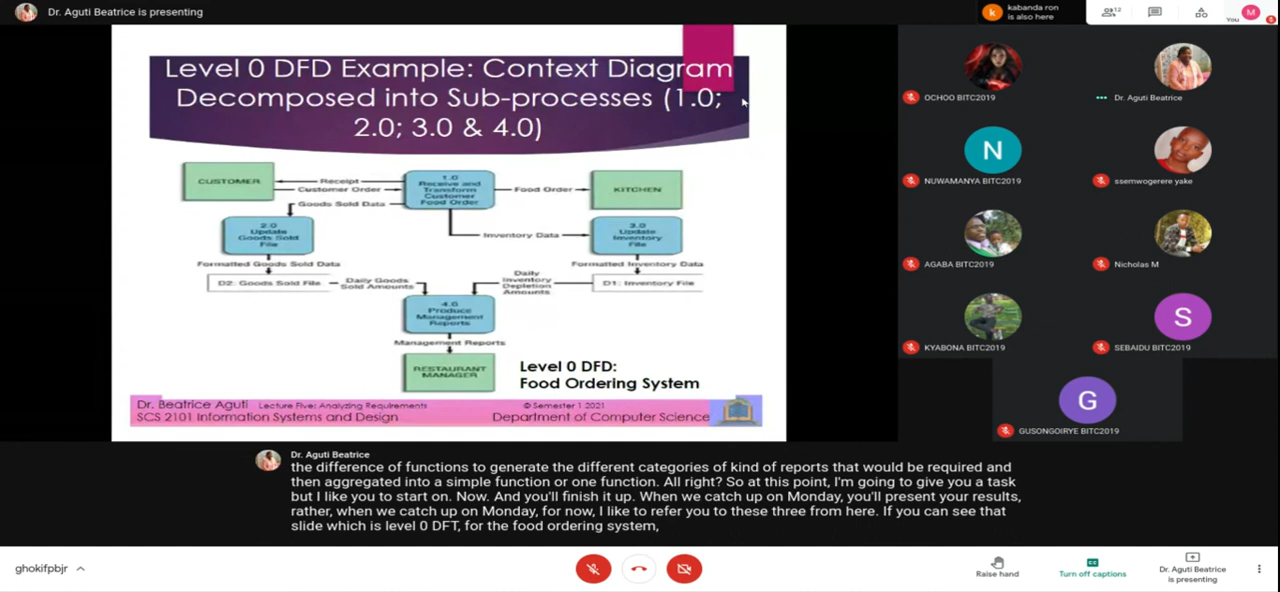 Dr. Aguti Beatrice is presenting
kabanda ron
is also here
k
12
You
M
Level 0 DFD Example: Context Diagram
Decomposed into Sub-processes (1.0;
2.0; 3.0 & 4.0)
CUSTOMER
Receipt
Customer Order
1.0
Receive and
Transform
Customer
Food Order
Food Order
KITCHEN
Goods Sold Data
2.0
Update
Goods Sold
File
Inventory Data
3.0
Update
Inventory
File
Formatted Goods Sold Data
Formatted Inventory Data
D2: Goods Sold File
Daily Goods
Sold Amounts
Daily
Inventory
Depletion
Amounts
D1: Inventory File
4.0
Produce
Management
Reports
Management Reports
RESTAURANT
MANAGER
Level 0 DFD:
Food Ordering System
Dr. Beatrice Aguti Lecture Five: Analyzing Requirements © Semester 1 2021
SCS 2101 Information Systems and Design Department of Computer Science
OCHOO BITC2019
Dr. Aguti Beatrice
N
NUWAMANYA BITC2019
ssemwogerere yake
AGABA BITC2019
Nicholas M
KYABONA BITC2019
S
SEBAIDU BITC2019
G
GUSONGOIRYE BITC2019
Dr. Aguti Beatrice
the difference of functions to generate the different categories of kind of reports that would be required and
then aggregated into a simple function or one function. All right? So at this point, I'm going to give you a task
but I like you to start on. Now. And you'll finish it up. When we catch up on Monday, you'll present your results,
rather, when we catch up on Monday, for now, I like to refer you to these three from here. If you can see that
slide which is level 0 DFT, for the food ordering system,
ghokifpbjr
Raise hand
Turn off captions
Dr. Aguti Beatrice
is presenting